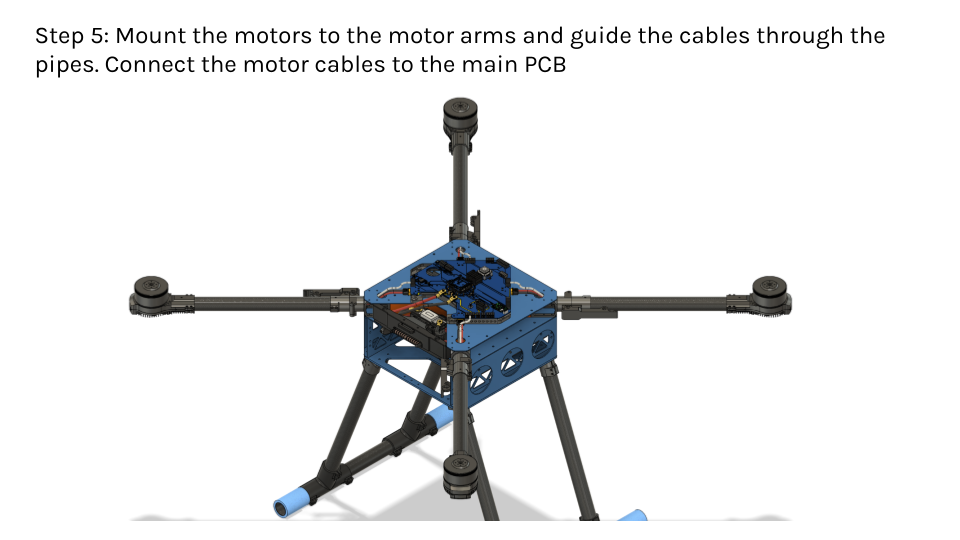 Step 5: Mount the motors to the motor arms and guide the cables through the
pipes. Connect the motor cables to the main PCB